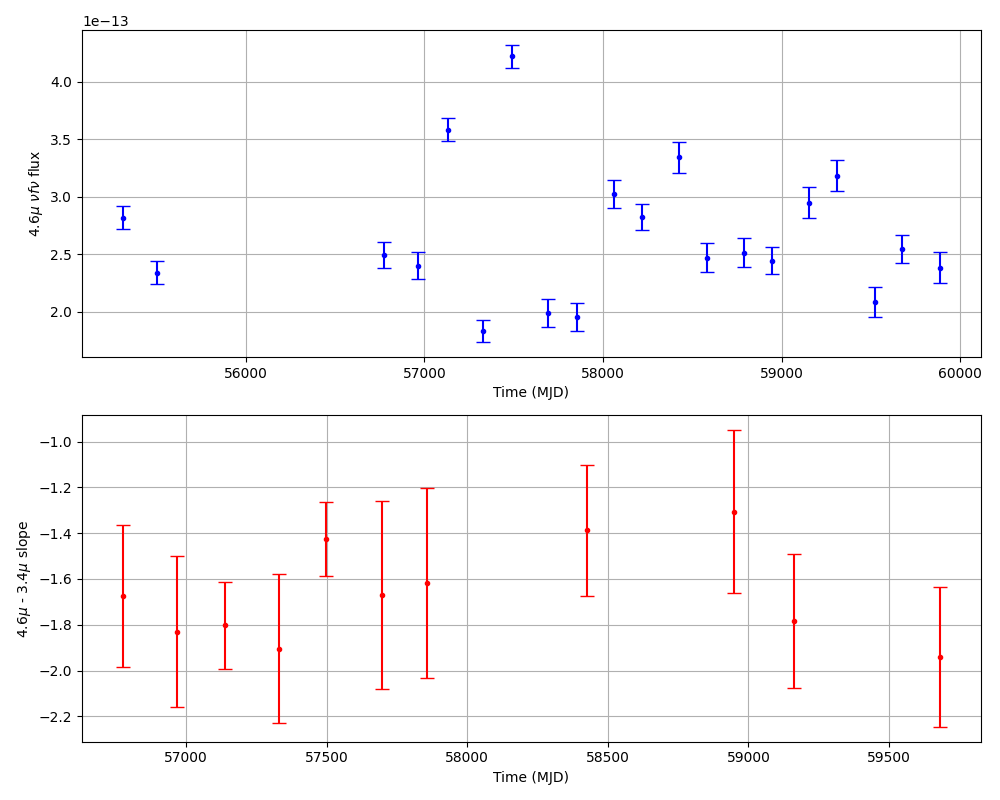 1e−13
4.0
3.5
3.0
2.5
2.0
4.6μ νfν flux
56000 57000 58000 59000 60000
Time (MJD)
−1.0
−1.2
−1.4
−1.6
−1.8
−2.0
−2.2
4.6μ - 3.4μ slope
57000 57500 58000 58500 59000 59500
Time (MJD)